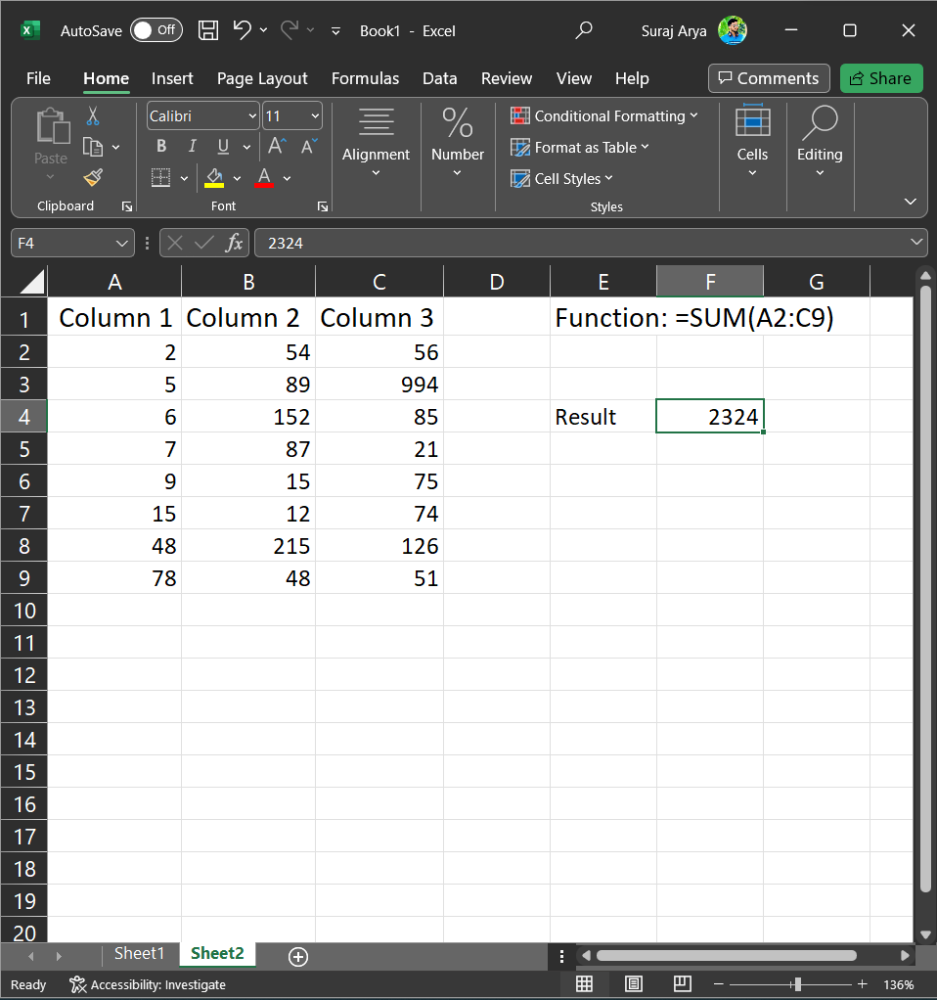 AutoSave Off Book1 - Excel Suraj Arya
File Home Insert Page Layout Formulas Data Review View Help Comments Share
Paste
Clipboard
Calibri 11
B I U A A
A
Font
Alignment
%
Number
Conditional Formatting
Format as Table
Cell Styles
Styles
Cells
Editing
F4 fx 2324
A B C D E F G
1 Column 1 Column 2 Column 3 Function: =SUM(A2:C9)
2 2 54 56
3 5 89 994
4 6 152 85 Result 2324
5 7 87 21
6 9 15 75
7 15 12 74
8 48 215 126
9 78 48 51
10
11
12
13
14
15
16
17
18
19
20
Sheet1 Sheet2
Ready Accessibility: Investigate 136%